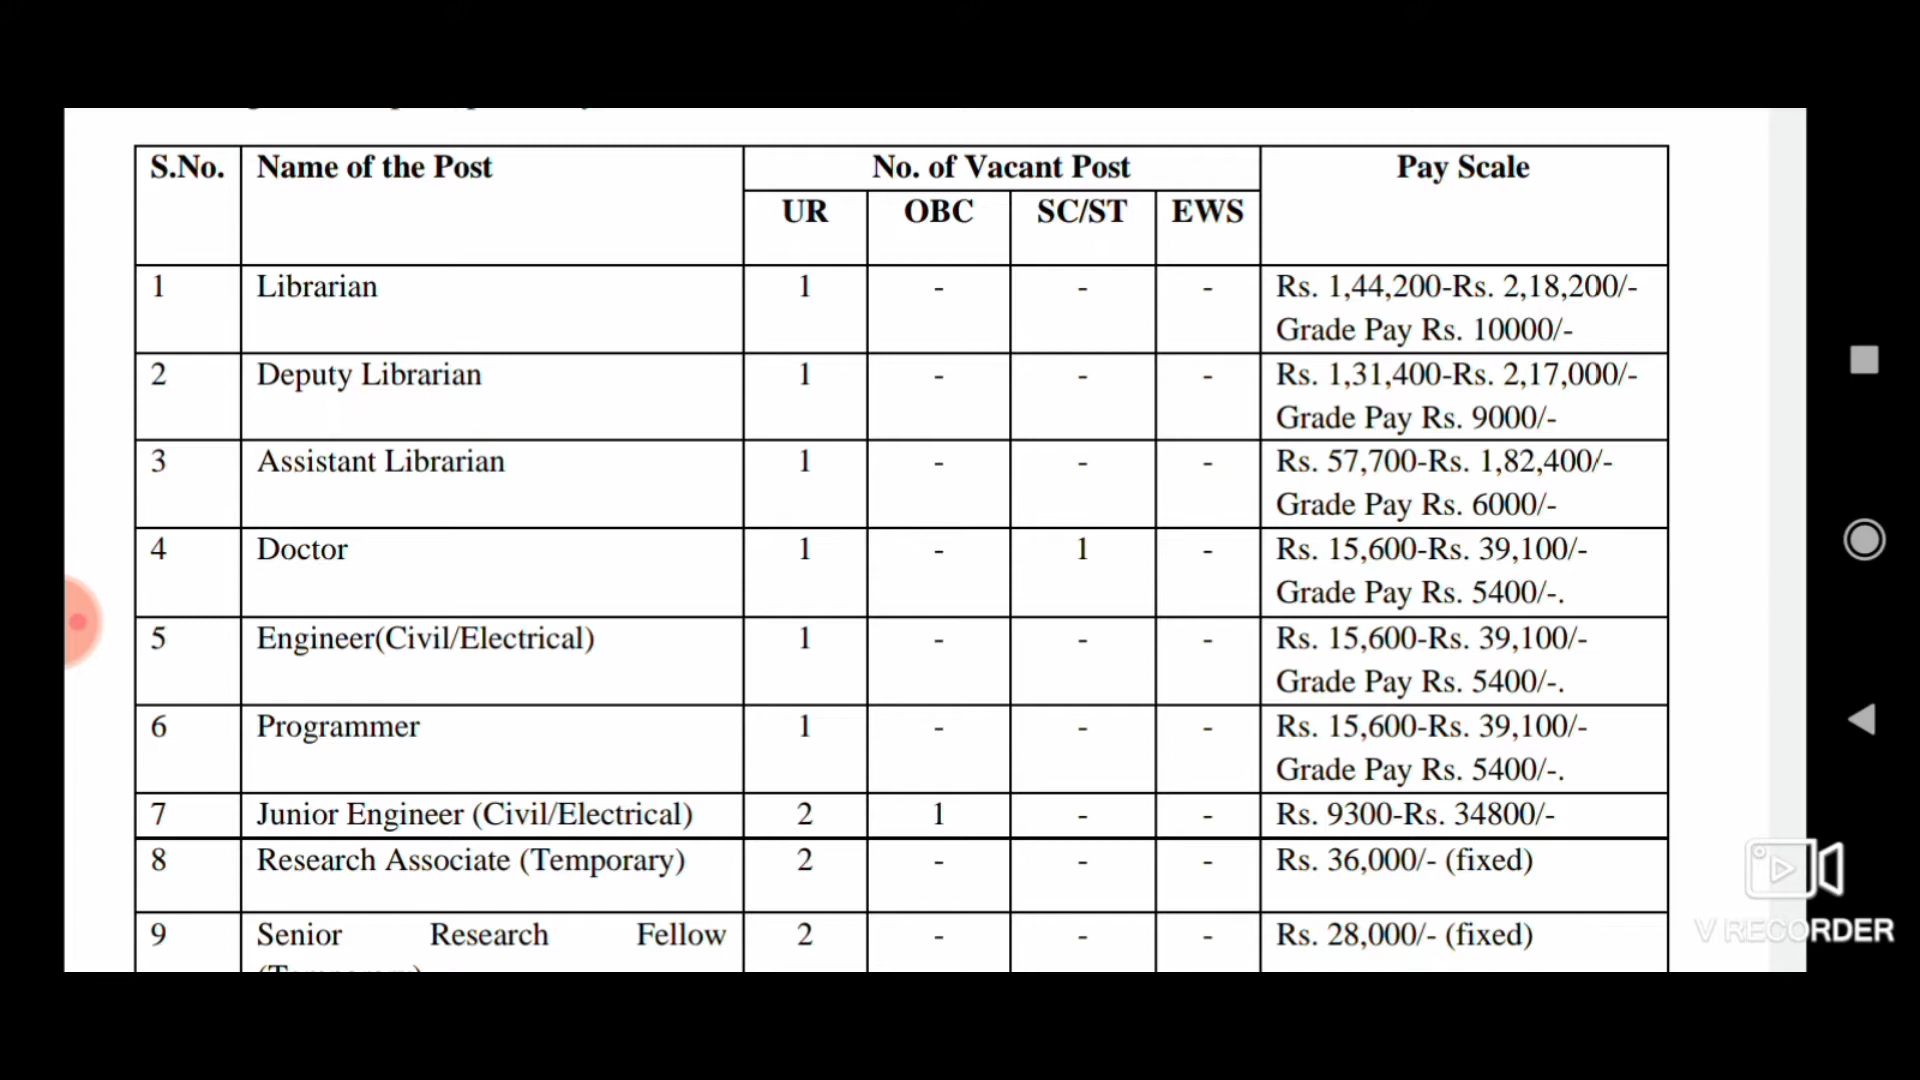 S.No. Name of the Post No. of Vacant Post Pay Scale
UR OBC SC/ST EWS
1 Librarian 1 - - - Rs. 1,44,200-Rs. 2,18,200/-
Grade Pay Rs. 10000/-
2 Deputy Librarian 1 - - - Rs. 1,31,400-Rs. 2,17,000/-
Grade Pay Rs. 9000/-
3 Assistant Librarian 1 - - - Rs. 57,700-Rs. 1,82,400/-
Grade Pay Rs. 6000/-
4 Doctor 1 - 1 - Rs. 15,600-Rs. 39,100/-
Grade Pay Rs. 5400/-.
5 Engineer(Civil/Electrical) 1 - - - Rs. 15,600-Rs. 39,100/-
Grade Pay Rs. 5400/-.
6 Programmer 1 - - - Rs. 15,600-Rs. 39,100/-
Grade Pay Rs. 5400/-.
7 Junior Engineer (Civil/Electrical) 2 1 - - Rs. 9300-Rs. 34800/-
8 Research Associate (Temporary) 2 - - - Rs. 36,000/- (fixed)
9 Senior Research Fellow 2 - - - Rs. 28,000/- (fixed)
V RECORDER